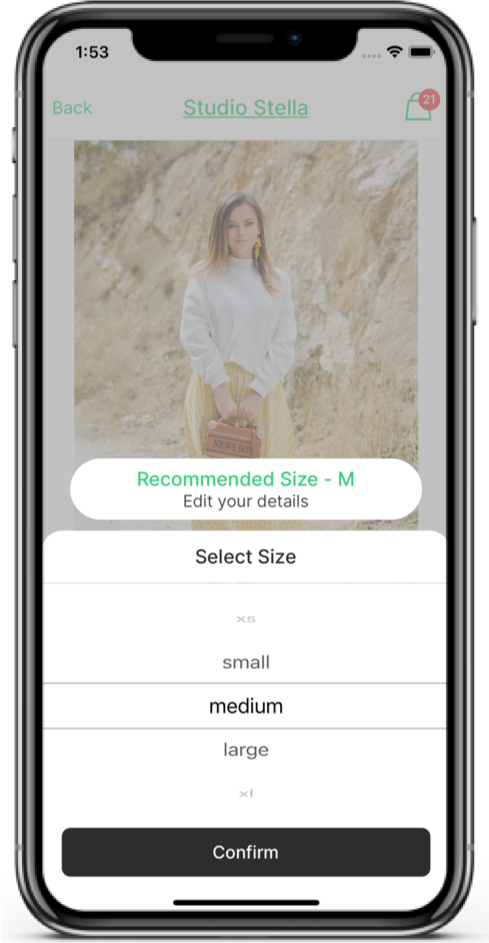 1:53
Back
Studio Stella
21
NEWS BOY
Recommended Size - M
Edit your details
Select Size
xs
small
medium
large
xl
Confirm